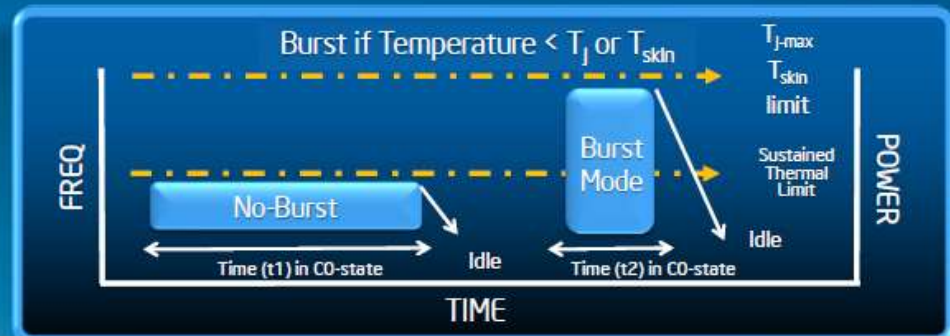 Burst if Temperature < Tj or Tskin
TJ-max
Tskin
limit
FREQ
Burst
Mode
Sustained
Thermal
Limit
POWER
No-Burst
Idle
Idle
Time (t1) in C0-state
Time (t2) in C0-state
TIME